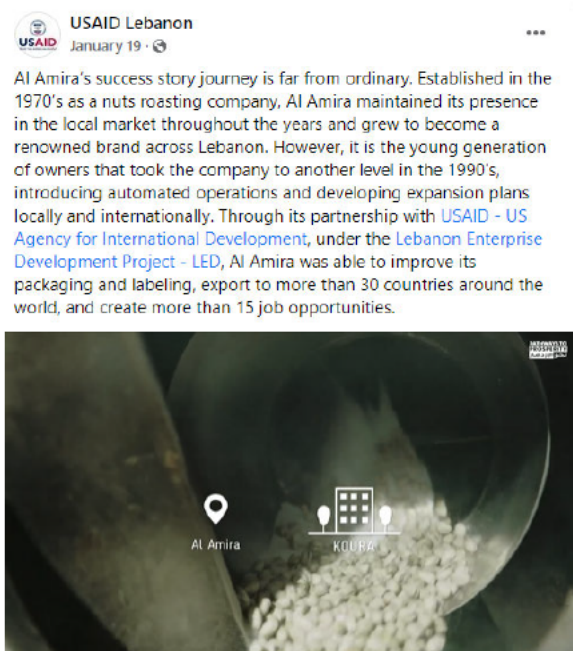 USAID Lebanon
USAID
January 19 ·
Al Amira's success story journey is far from ordinary. Established in the
1970's as a nuts roasting company, Al Amira maintained its presence
in the local market throughout the years and grew to become a
renowned brand across Lebanon. However, it is the young generation
of owners that took the company to another level in the 1990's,
introducing automated operations and developing expansion plans
locally and internationally. Through its partnership with USAID - US
Agency for International Development, under the Lebanon Enterprise
Development Project - LED, Al Amira was able to improve its
packaging and labeling, export to more than 30 countries around the
world, and create more than 15 job opportunities.
PATHWAYS TO
PROSPERITY
Al Amira
KOURA